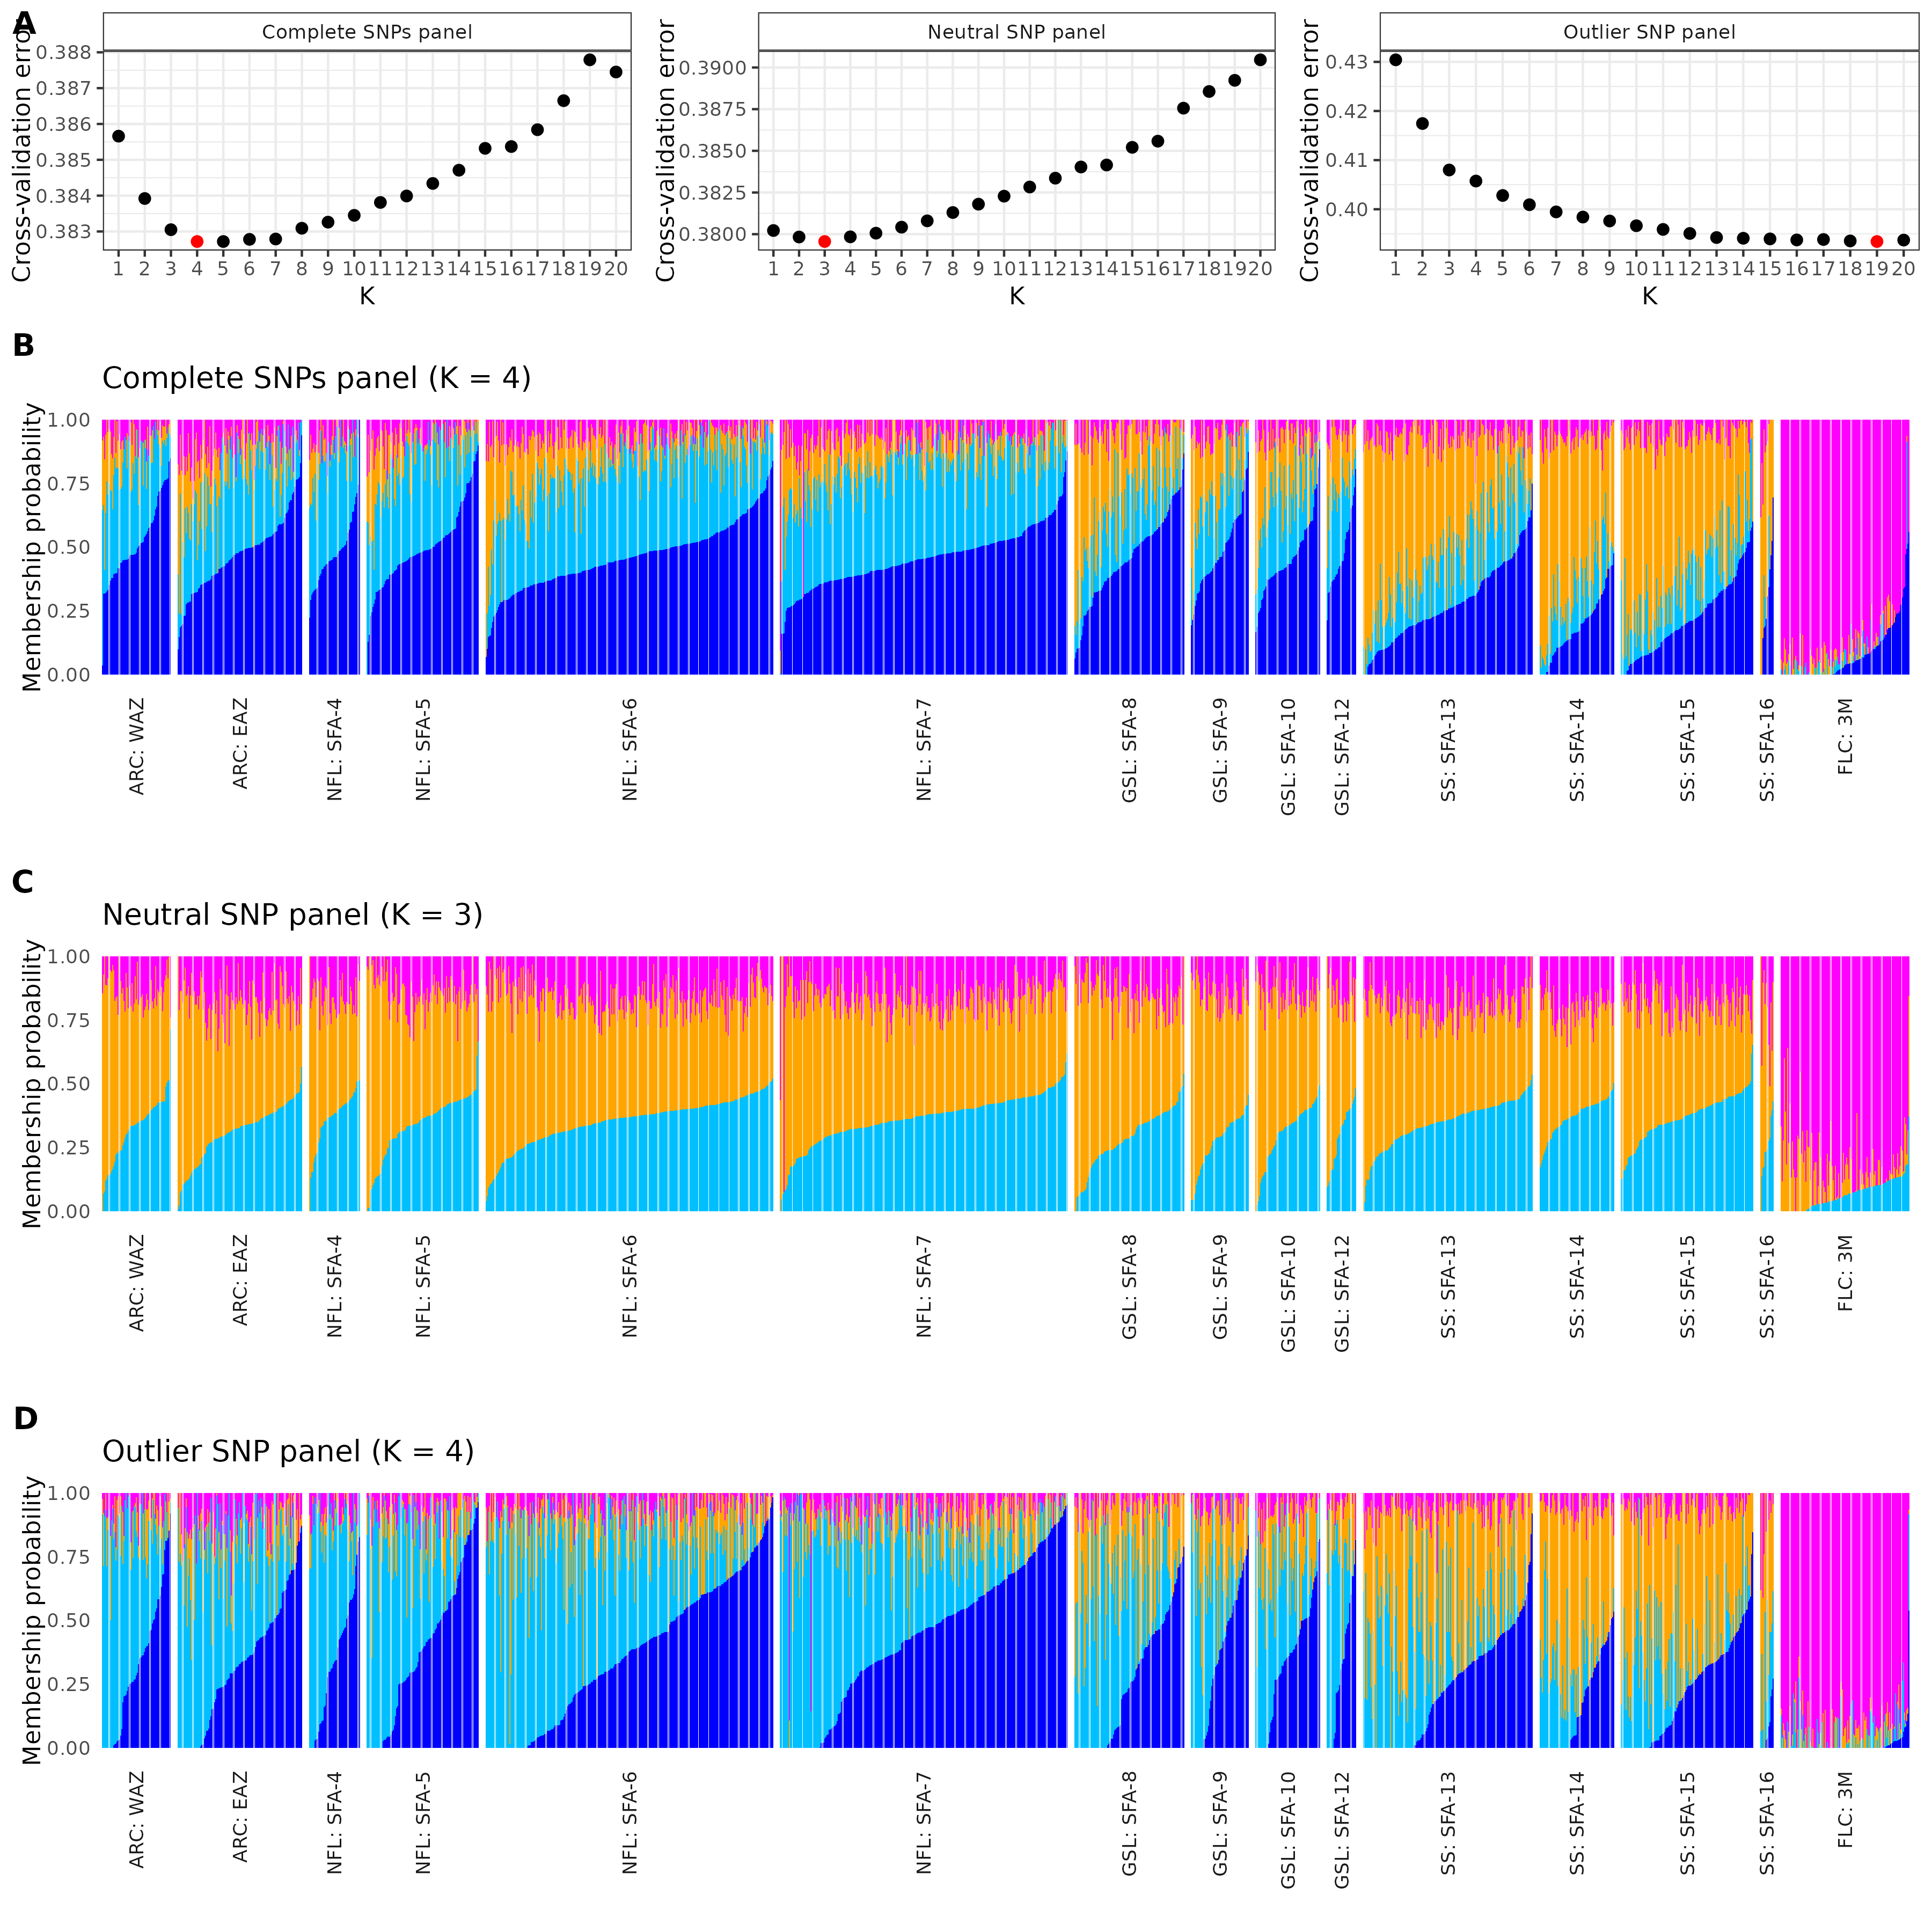 A
Complete SNPs panel
Cross-validation error
0.388
0.387
0.386
0.385
0.384
0.383
1 2 3 4 5 6 7 8 9 10 11 12 13 14 15 16 17 18 19 20
K
Neutral SNP panel
Cross-validation error
0.3900
0.3875
0.3850
0.3825
0.3800
1 2 3 4 5 6 7 8 9 10 11 12 13 14 15 16 17 18 19 20
K
Outlier SNP panel
Cross-validation error
0.43
0.42
0.41
0.40
1 2 3 4 5 6 7 8 9 10 11 12 13 14 15 16 17 18 19 20
K
B
Complete SNPs panel (K = 4)
Membership probability
1.00
0.75
0.50
0.25
0.00
ARC: WAZ
ARC: EAZ
NFL: SFA-4
NFL: SFA-5
NFL: SFA-6
NFL: SFA-7
GSL: SFA-8
GSL: SFA-9
GSL: SFA-10
GSL: SFA-12
SS: SFA-13
SS: SFA-14
SS: SFA-15
SS: SFA-16
FLC: 3M
C
Neutral SNP panel (K = 3)
Membership probability
1.00
0.75
0.50
0.25
0.00
ARC: WAZ
ARC: EAZ
NFL: SFA-4
NFL: SFA-5
NFL: SFA-6
NFL: SFA-7
GSL: SFA-8
GSL: SFA-9
GSL: SFA-10
GSL: SFA-12
SS: SFA-13
SS: SFA-14
SS: SFA-15
SS: SFA-16
FLC: 3M
D
Outlier SNP panel (K = 4)
Membership probability
1.00
0.75
0.50
0.25
0.00
ARC: WAZ
ARC: EAZ
NFL: SFA-4
NFL: SFA-5
NFL: SFA-6
NFL: SFA-7
GSL: SFA-8
GSL: SFA-9
GSL: SFA-10
GSL: SFA-12
SS: SFA-13
SS: SFA-14
SS: SFA-15
SS: SFA-16
FLC: 3M